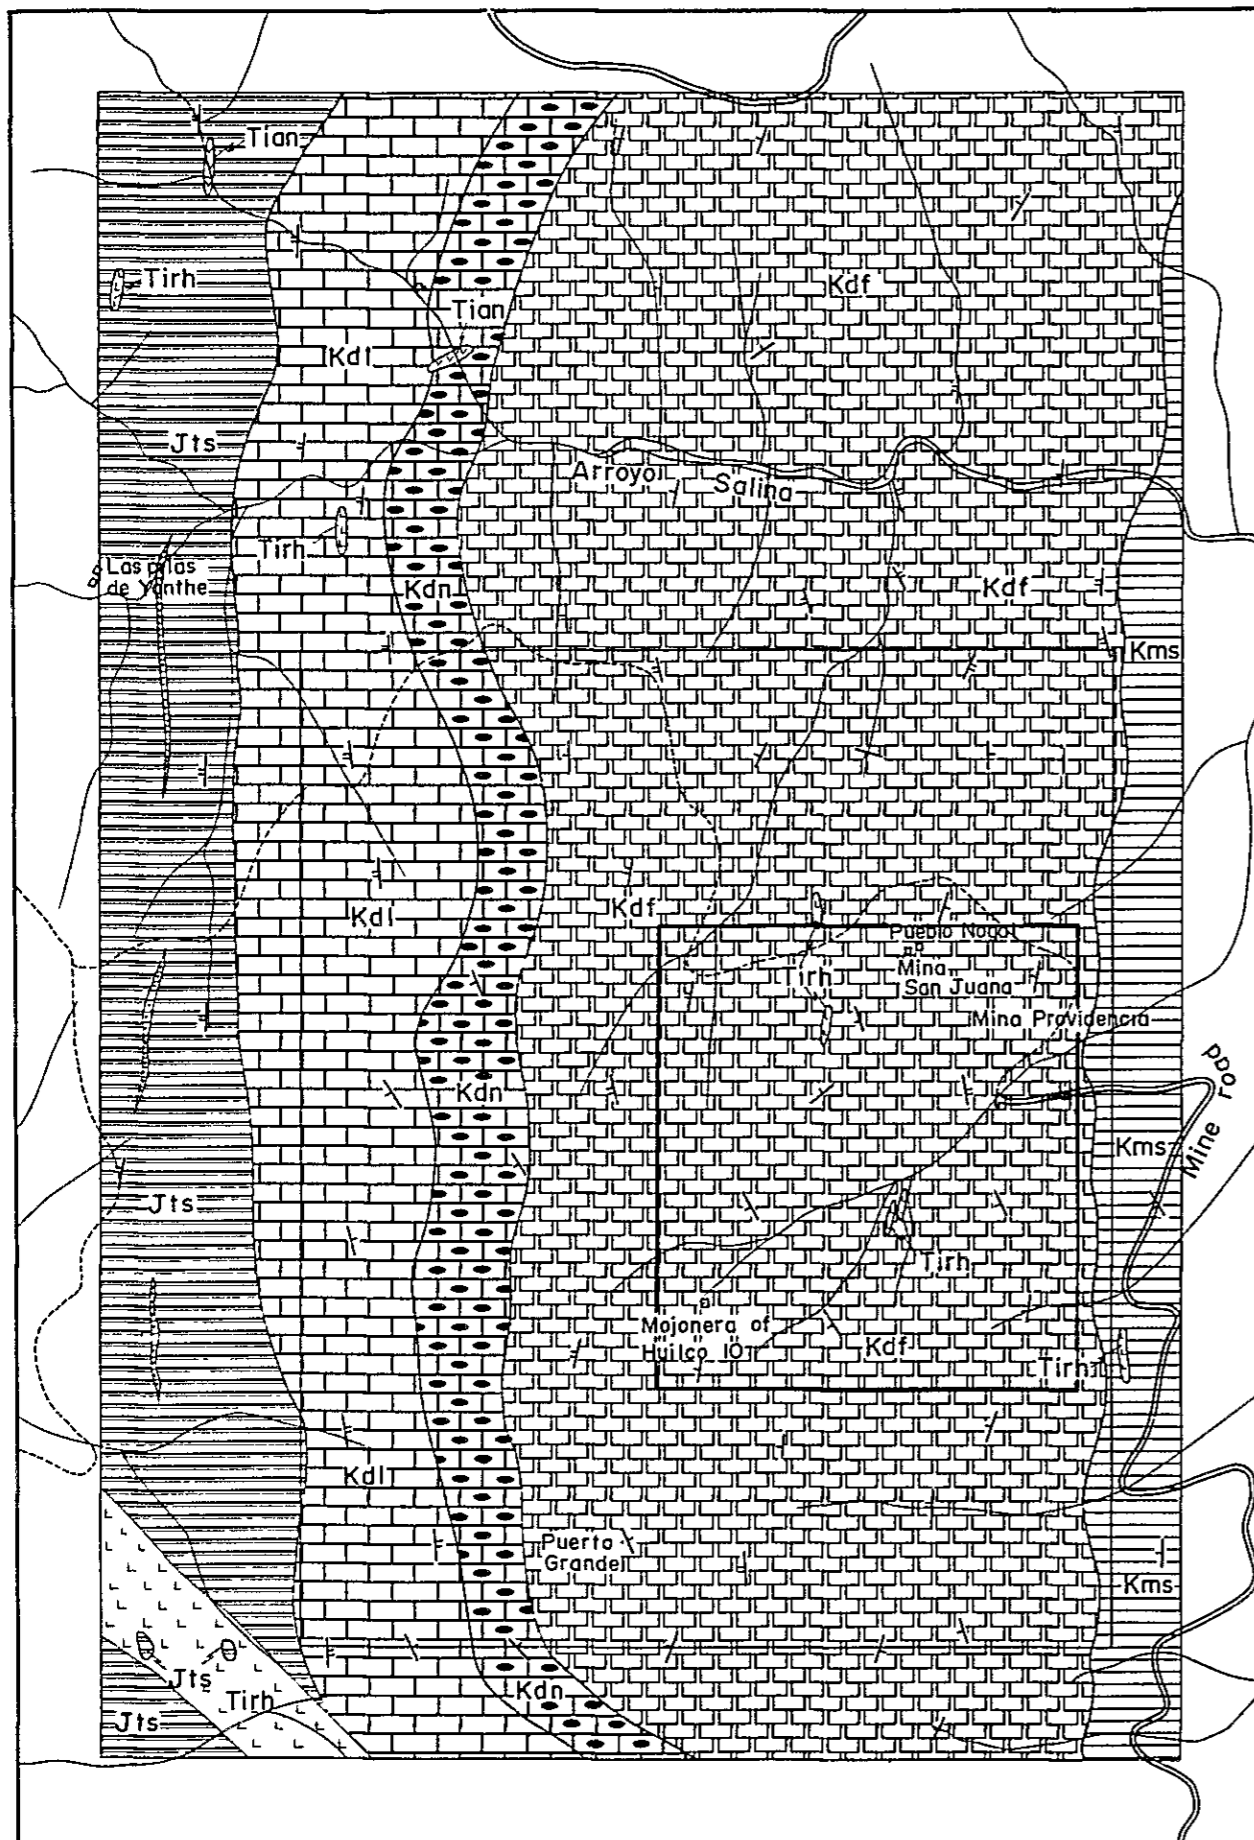 Tian
Tirh
Kdf
Tian
Kdl
Jts
Arroyo Salina
Tirh
Las pilas
de Yonthe
Kdn
Kdf
Kms
Kdl
Kdf
Pueblo Nogal
Tirh
Mina
San Juana
Mina Providencia
Kdn
Mine road
Kms
Jts
Tirh
Mojonera of
Huilco 10
Kdf
Tirh
Kdl
Puerto
Grande
Kms
Jts
Kdn
Tirh
Jts